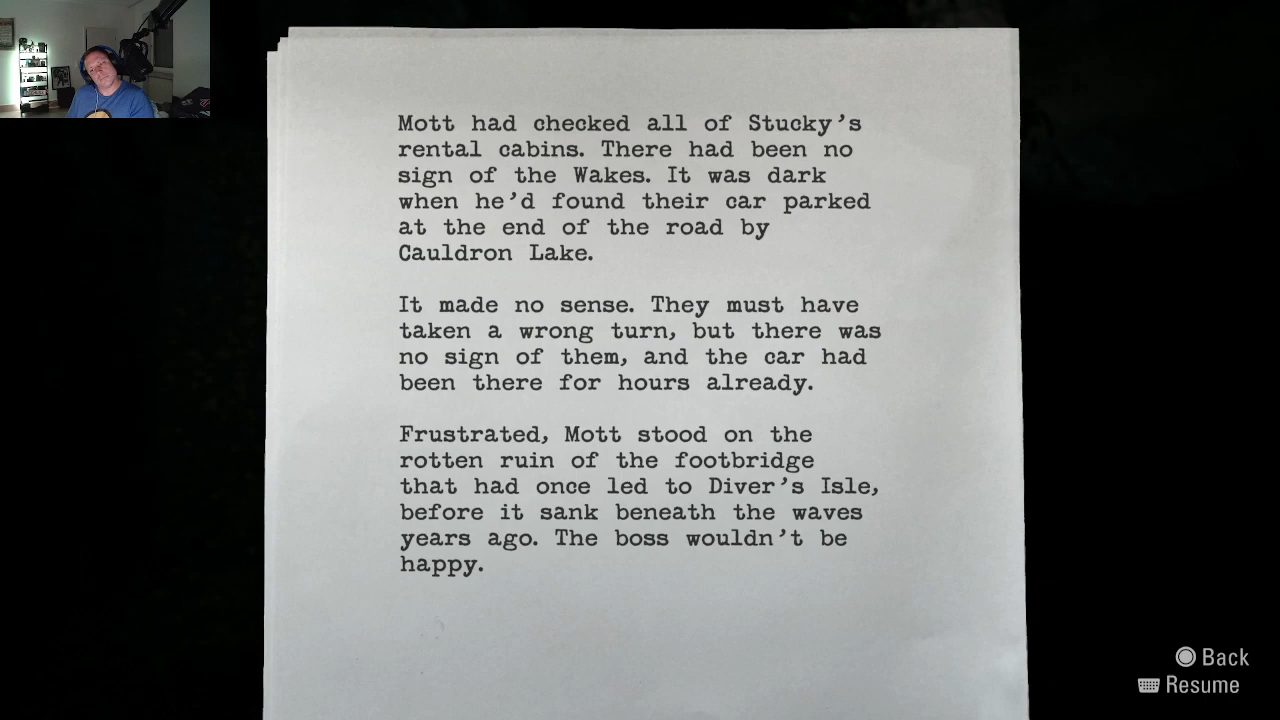 Mott had checked all of Stucky's
rental cabins. There had been no
sign of the Wakes. It was dark
when he'd found their car parked
at the end of the road by
Cauldron Lake.
It made no sense. They must have
taken a wrong turn, but there was
no sign of them, and the car had
been there for hours already.
Frustrated, Mott stood on the
rotten ruin of the footbridge
that had once led to Diver's Isle,
before it sank beneath the waves
years ago. The boss wouldn't be
happy.
Back
Resume